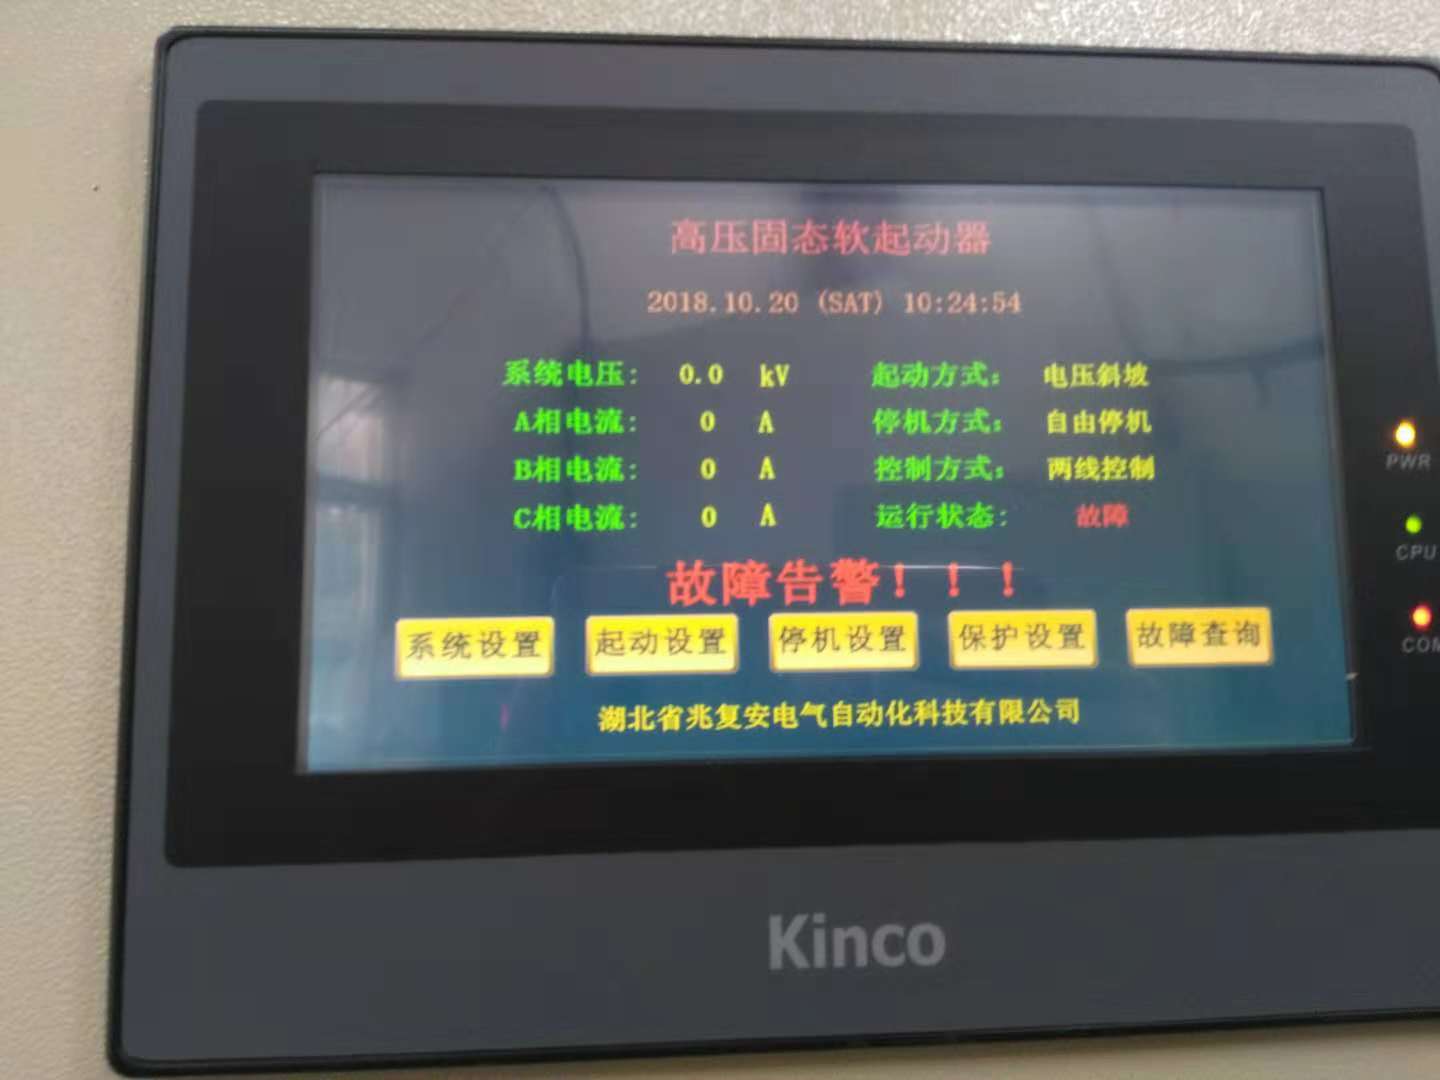 高压固态软起动器
2018.10.20 (SAT) 10:24:54
系统电压: 0.0 kV 起动方式: 电压斜坡
A相电流: 0 A 停机方式: 自由停机
B相电流: 0 A 控制方式: 两线控制
C相电流: 0 A 运行状态: 故障
故障告警！！！
系统设置 起动设置 停机设置 保护设置 故障查询
湖北省兆复安电气自动化科技有限公司
PWR
CPU
COM
Kinco